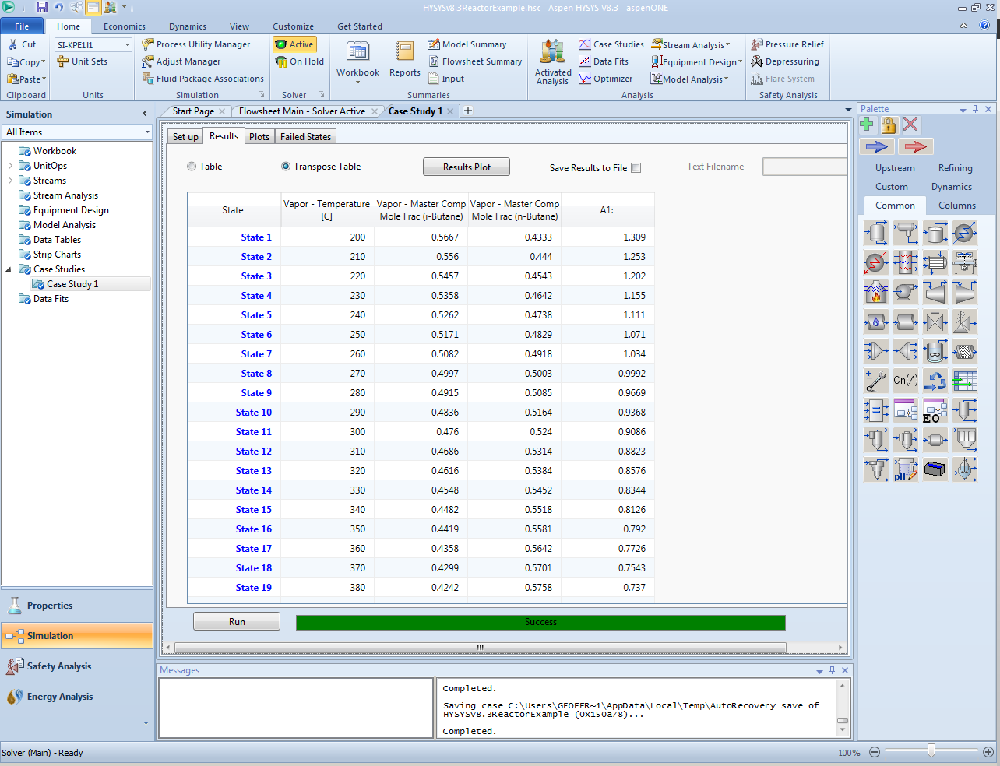 HYSYSv8.3ReactorExample.hsc - Aspen HYSYS V8.3 - aspenONE
File Home Economics Dynamics View Customize Get Started
Cut
Copy
Paste
Clipboard
SI-KPE1I1
Unit Sets
Units
Process Utility Manager
Adjust Manager
Fluid Package Associations
Simulation
Active
On Hold
Solver
Workbook
Reports
Model Summary
Flowsheet Summary
Input
Summaries
Activated
Analysis
Case Studies
Data Fits
Optimizer
Stream Analysis
Equipment Design
Model Analysis
Analysis
Pressure Relief
Depressuring
Flare System
Safety Analysis
Simulation
All Items
Workbook
UnitOps
Streams
Stream Analysis
Equipment Design
Model Analysis
Data Tables
Strip Charts
Case Studies
Case Study 1
Data Fits
Properties
Simulation
Safety Analysis
Energy Analysis
Start Page Flowsheet Main - Solver Active Case Study 1
Set up Results Plots Failed States
Table Transpose Table Results Plot Save Results to File Text Filename
State Vapor - Temperature [C] Vapor - Master Comp Mole Frac (i-Butane) Vapor - Master Comp Mole Frac (n-Butane) A1:
State 1 200 0.5667 0.4333 1.309
State 2 210 0.556 0.444 1.253
State 3 220 0.5457 0.4543 1.202
State 4 230 0.5358 0.4642 1.155
State 5 240 0.5262 0.4738 1.111
State 6 250 0.5171 0.4829 1.071
State 7 260 0.5082 0.4918 1.034
State 8 270 0.4997 0.5003 0.9992
State 9 280 0.4915 0.5085 0.9669
State 10 290 0.4836 0.5164 0.9368
State 11 300 0.476 0.524 0.9086
State 12 310 0.4686 0.5314 0.8823
State 13 320 0.4616 0.5384 0.8576
State 14 330 0.4548 0.5452 0.8344
State 15 340 0.4482 0.5518 0.8126
State 16 350 0.4419 0.5581 0.792
State 17 360 0.4358 0.5642 0.7726
State 18 370 0.4299 0.5701 0.7543
State 19 380 0.4242 0.5758 0.737
Run Success
Messages
Completed.
Saving case C:\Users\GEOFFR~1\AppData\Local\Temp\AutoRecovery save of
HYSYSv8.3ReactorExample (0x150a78)...
Completed.
Palette
Upstream Refining
Custom Dynamics
Common Columns
Cn(A)
EO
pH
Solver (Main) - Ready
100%